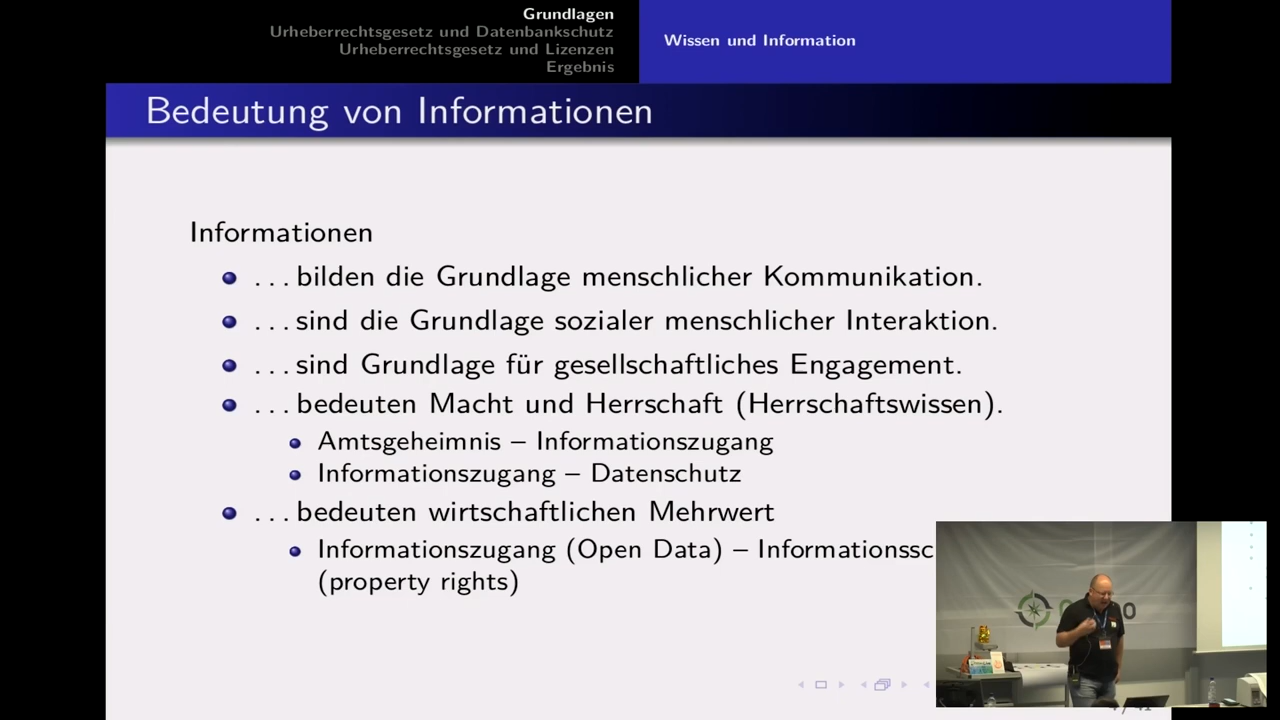 Grundlagen
Urheberrechtsgesetz und Datenbankschutz
Urheberrechtsgesetz und Lizenzen
Ergebnis
Wissen und Information
Bedeutung von Informationen
Informationen
...bilden die Grundlage menschlicher Kommunikation.
...sind die Grundlage sozialer menschlicher Interaktion.
...sind Grundlage für gesellschaftliches Engagement.
...bedeuten Macht und Herrschaft (Herrschaftswissen).
Amtsgeheimnis – Informationszugang
Informationszugang – Datenschutz
...bedeuten wirtschaftlichen Mehrwert
Informationszugang (Open Data) –
(property rights)